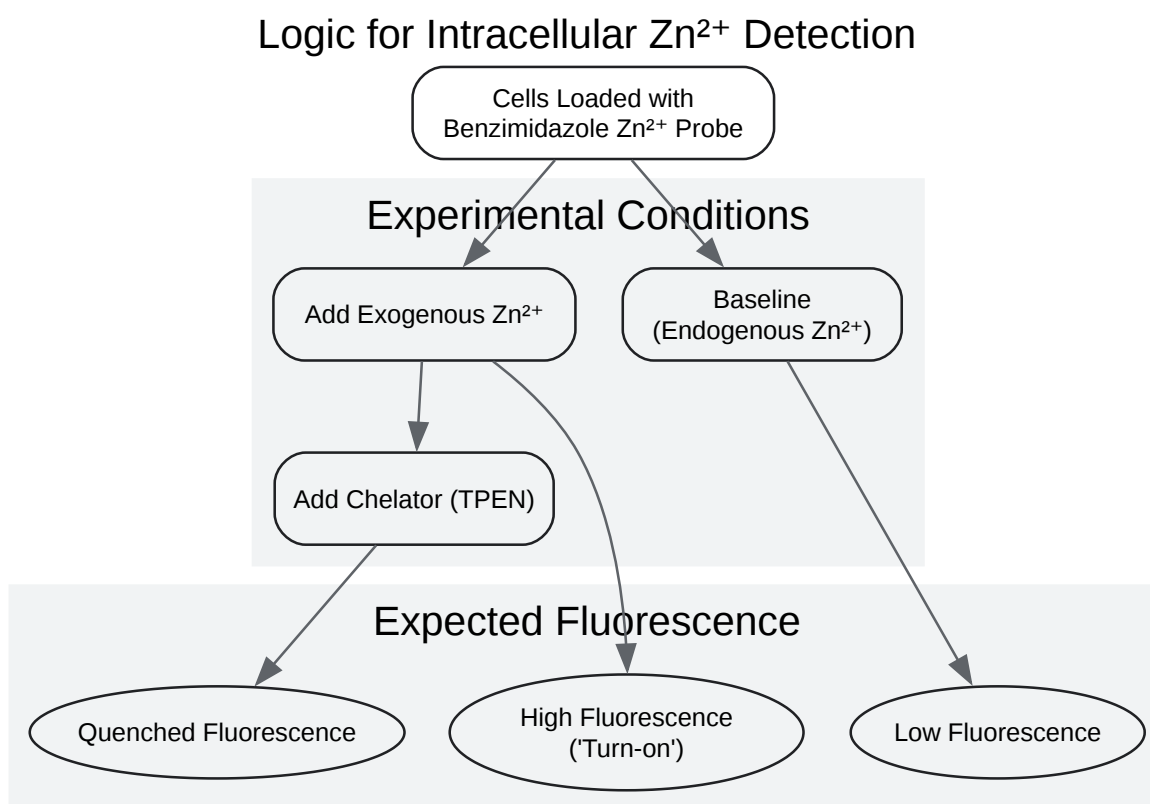 Logic for Intracellular Zn²⁺ Detection
Cells Loaded with
Benzimidazole Zn²⁺ Probe
Experimental Conditions
Add Exogenous Zn²⁺
Baseline
(Endogenous Zn²⁺)
Add Chelator (TPEN)
Expected Fluorescence
Quenched Fluorescence
High Fluorescence
('Turn-on')
Low Fluorescence